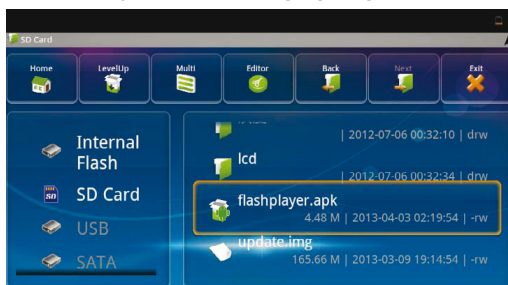 SD Card
Home LevelUp Multi Editor Back Next Exit
Internal Flash
SD Card
USB
SATA
| 2012-07-06 00:32:10 | drw
lcd
| 2012-07-06 00:32:34 | drw
flashplayer.apk
4.48 M | 2013-04-03 02:19:54 | -rw
update.img
165.66 M | 2013-03-09 19:14:54 | -rw